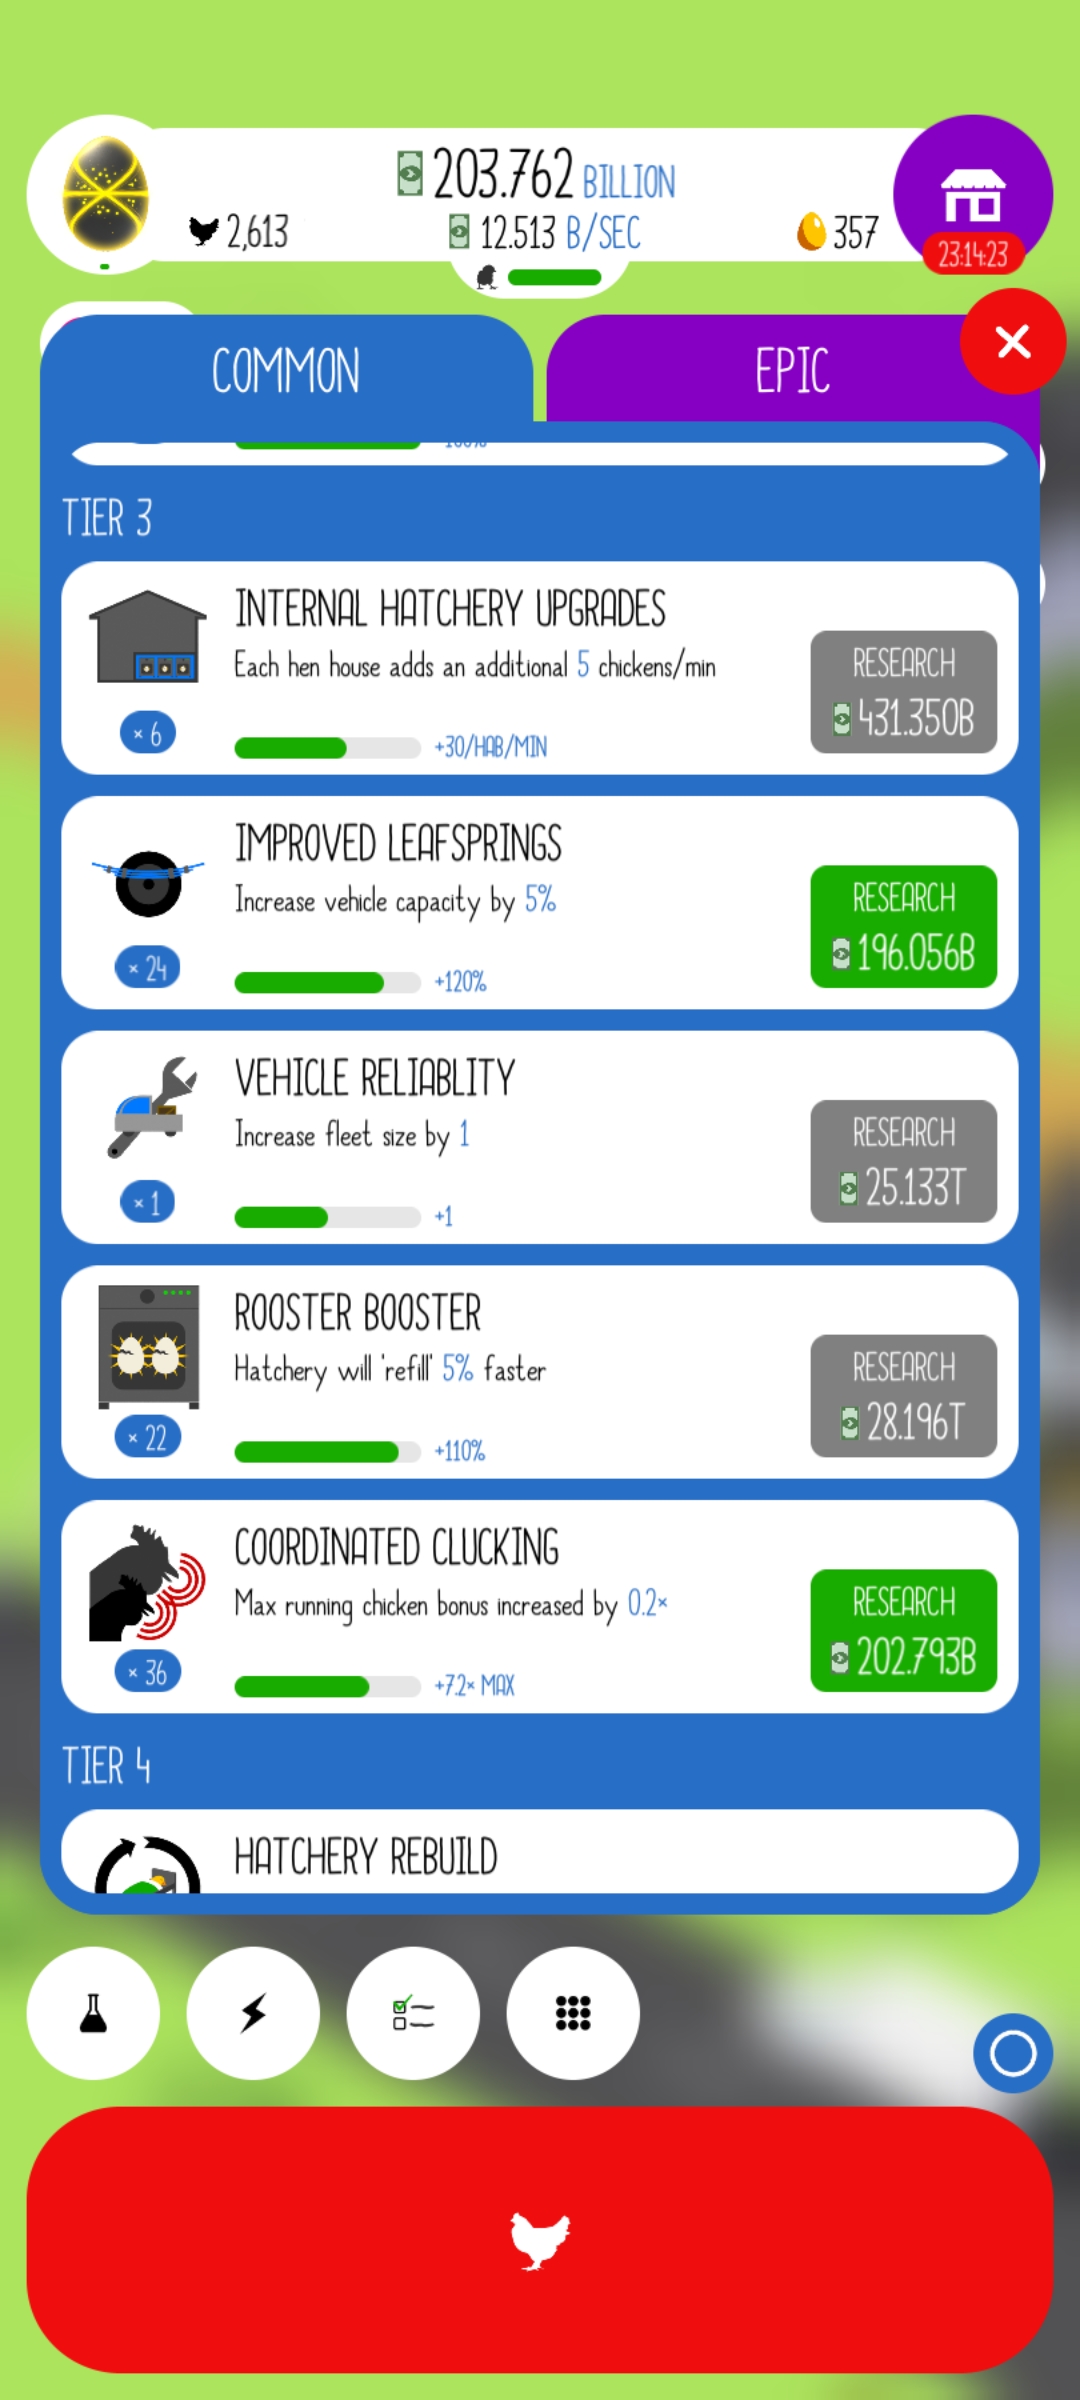 203.762 BILLION
2,613
12.513 B/SEC
357
23:14:23
COMMON
EPIC
TIER 3
INTERNAL HATCHERY UPGRADES
Each hen house adds an additional 5 chickens/min
RESEARCH
431.350B
× 6
+30/HAB/MIN
IMPROVED LEAFSPRINGS
Increase vehicle capacity by 5%
RESEARCH
196.056B
× 24
+120%
VEHICLE RELIABLITY
Increase fleet size by 1
RESEARCH
25.133T
× 1
+1
ROOSTER BOOSTER
Hatchery will 'refill' 5% faster
RESEARCH
28.196T
× 22
+110%
COORDINATED CLUCKING
Max running chicken bonus increased by 0.2×
RESEARCH
202.793B
× 36
+7.2× MAX
TIER 4
HATCHERY REBUILD